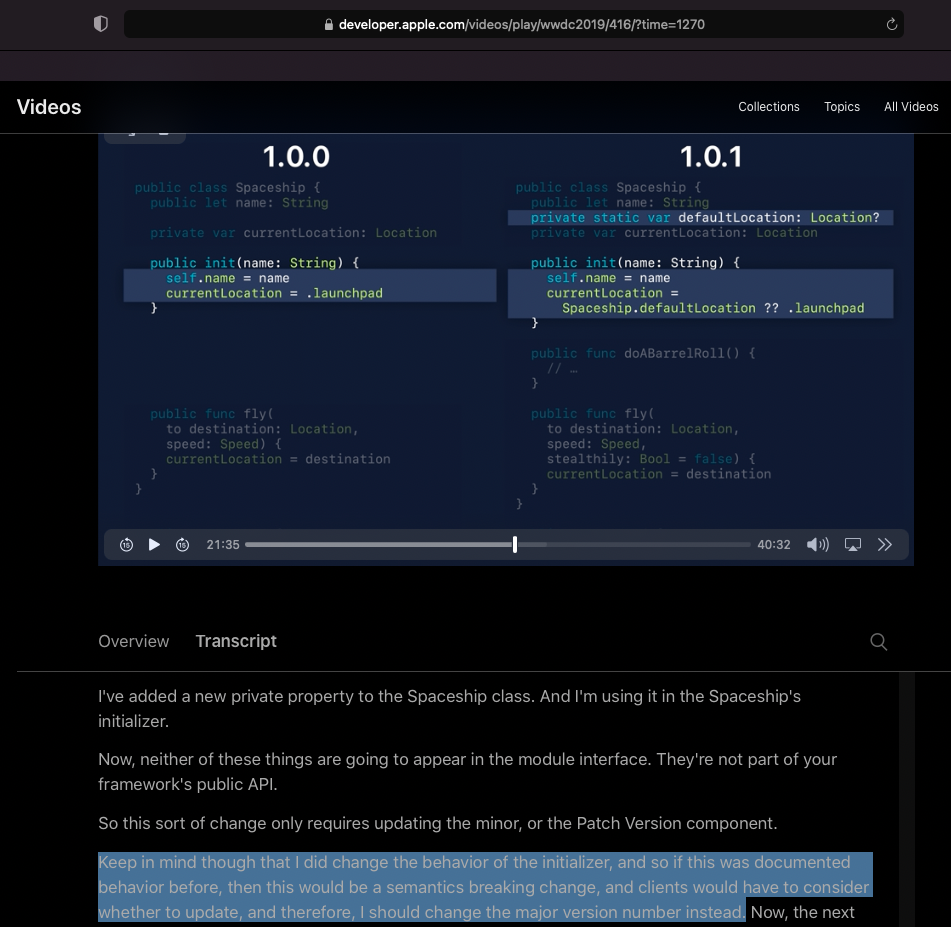 developer.apple.com/videos/play/wwdc2019/416/?time=1270
Videos
Collections
Topics
All Videos
1.0.0
public class Spaceship {
public let name: String
private var currentLocation: Location
public init(name: String) {
self.name = name
currentLocation = .launchpad
}
public func fly(
to destination: Location,
speed: Speed) {
currentLocation = destination
}
}
1.0.1
public class Spaceship {
public let name: String
private static var defaultLocation: Location?
private var currentLocation: Location
public init(name: String) {
self.name = name
currentLocation =
Spaceship.defaultLocation ?? .launchpad
}
public func doABarrelRoll() {
// …
}
public func fly(
to destination: Location,
speed: Speed,
stealthily: Bool = false) {
currentLocation = destination
}
}
15
15
21:35
40:32
Overview
Transcript
I've added a new private property to the Spaceship class. And I'm using it in the Spaceship's
initializer.
Now, neither of these things are going to appear in the module interface. They're not part of your
framework's public API.
So this sort of change only requires updating the minor, or the Patch Version component.
Keep in mind though that I did change the behavior of the initializer, and so if this was documented
behavior before, then this would be a semantics breaking change, and clients would have to consider
whether to update, and therefore, I should change the major version number instead. Now, the next